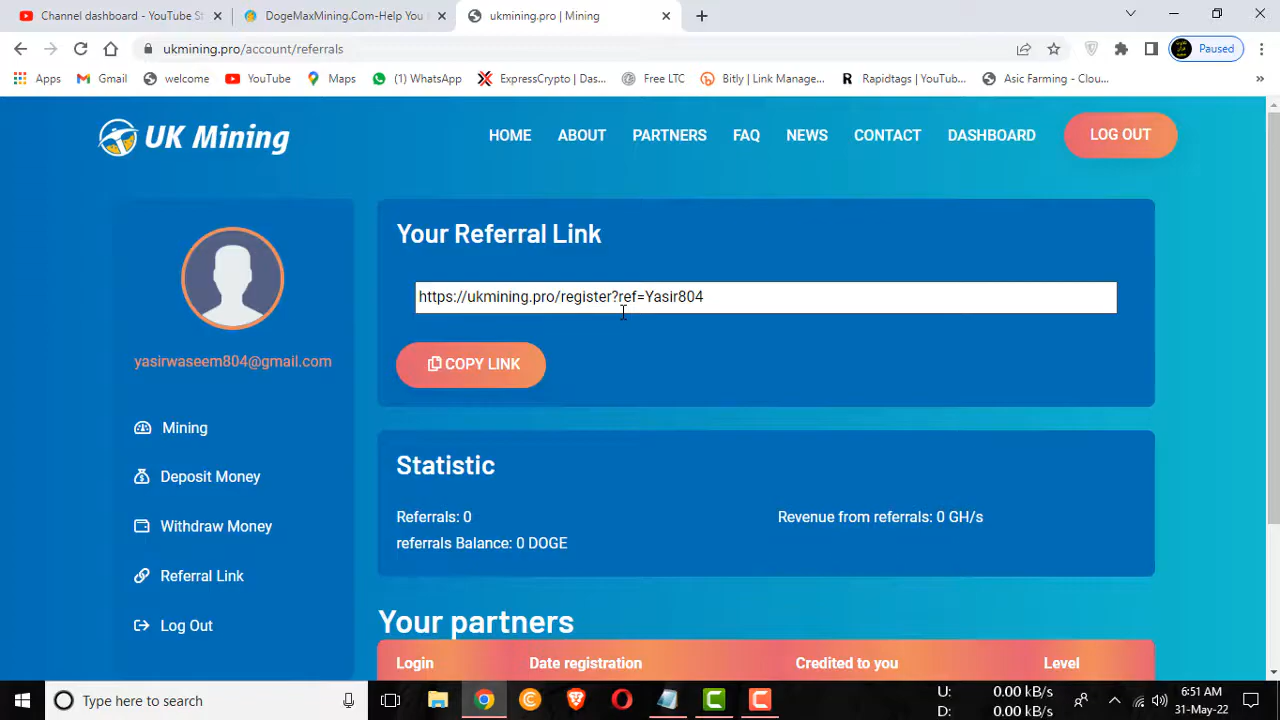 Channel dashboard - YouTube St
DogeMaxMining.Com-Help You I
ukmining.pro | Mining
ukmining.pro/account/referrals
Paused
Apps
Gmail
welcome
YouTube
Maps
(1) WhatsApp
ExpressCrypto | Das...
Free LTC
Bitly | Link Manage...
Rapidtags | YouTub...
Asic Farming - Clou...
UK Mining
HOME
ABOUT
PARTNERS
FAQ
NEWS
CONTACT
DASHBOARD
LOG OUT
yasirwaseem804@gmail.com
Mining
Deposit Money
Withdraw Money
Referral Link
Log Out
Your Referral Link
https://ukmining.pro/register?ref=Yasir804
COPY LINK
Statistic
Referrals: 0
Revenue from referrals: 0 GH/s
referrals Balance: 0 DOGE
Your partners
Login
Date registration
Credited to you
Level
Type here to search
U: 0.00 kB/s
D: 0.00 kB/s
6:51 AM
31-May-22